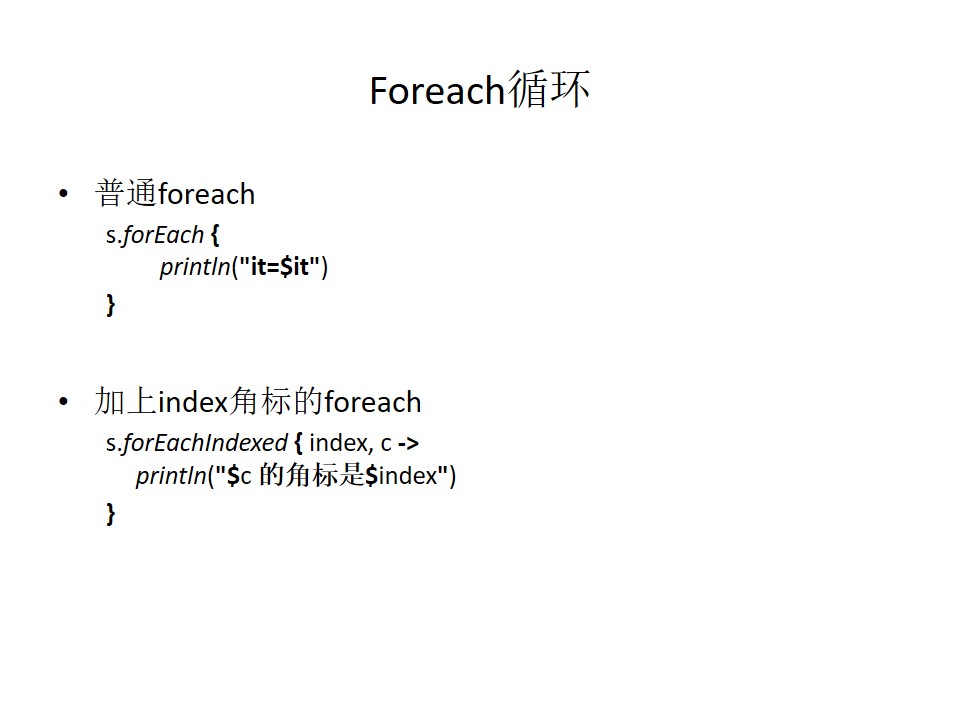 Foreach循环
• 普通foreach
s.forEach {
println("it=$it")
}
• 加上index角标的foreach
s.forEachIndexed { index, c ->
println("$c 的角标是$index")
}